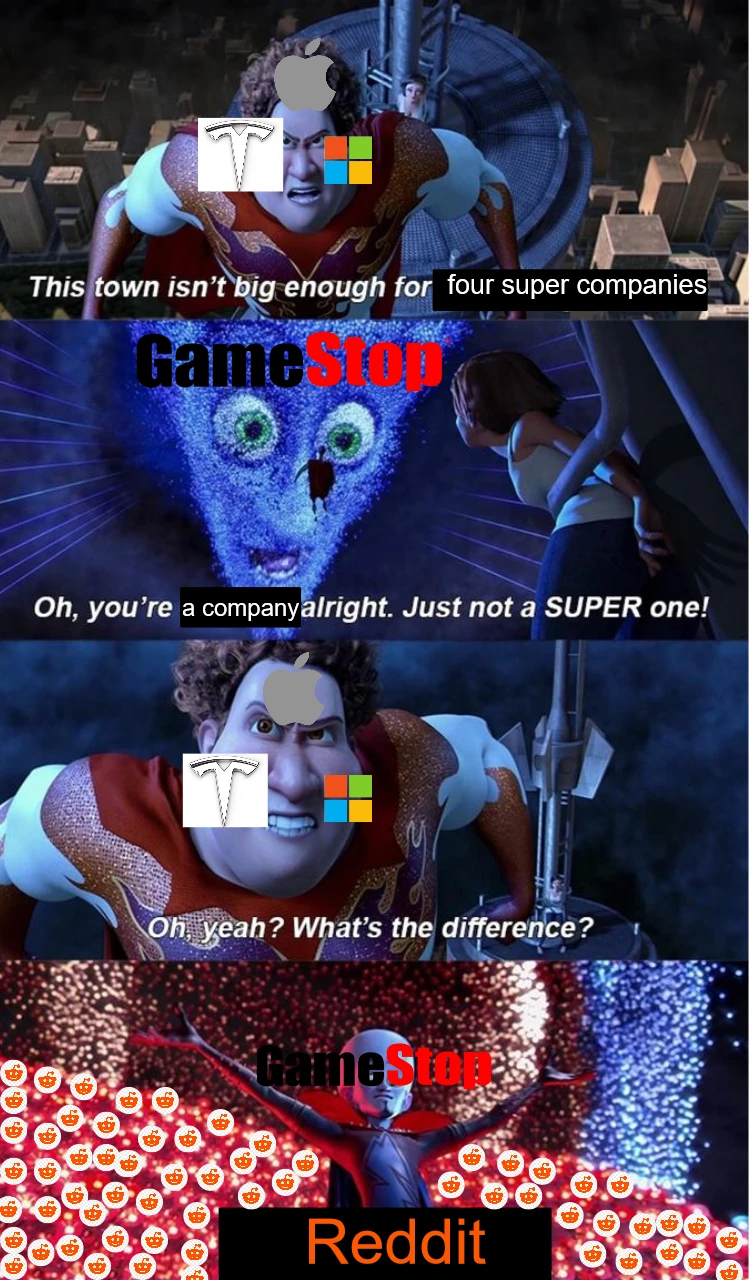 This town isn't big enough for four super companies
GameStop
Oh, you're a company alright. Just not a SUPER one!
Oh, yeah? What's the difference?
GameStop
Reddit